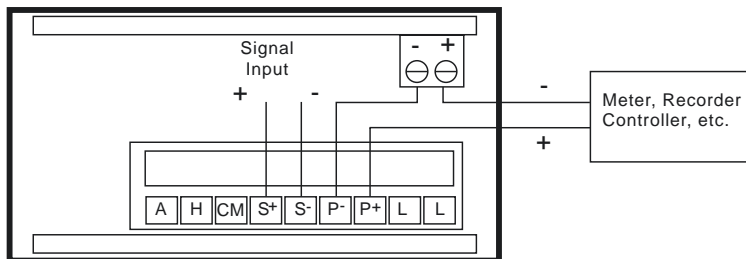 - +
Signal
Input
+ -
-
Meter, Recorder
Controller, etc.
+
A H CM S+ S- P- P+ L L